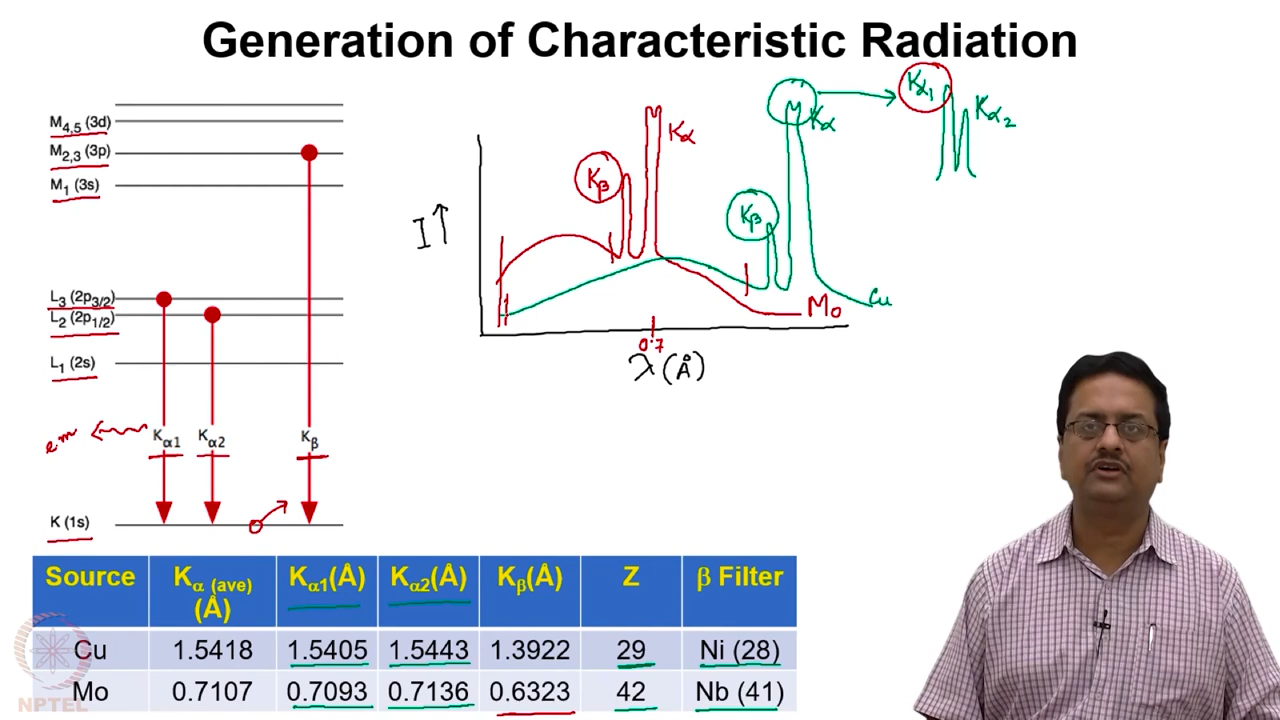 Generation of Characteristic Radiation
M4,5 (3d)
M2,3 (3p)
M1 (3s)
L3 (2p3/2)
L2 (2p1/2)
L1 (2s)
em
Kα1 Kα2 Kβ
K (1s)
I↑
Kβ
Kα
Kβ
Kα
Kα1
Kα2
Cu
Mo
0.7
λ(Å)
Source Kα (ave) (Å) Kα1(Å) Kα2(Å) Kβ(Å) Z β Filter
Cu 1.5418 1.5405 1.5443 1.3922 29 Ni (28)
Mo 0.7107 0.7093 0.7136 0.6323 42 Nb (41)
NPTEL